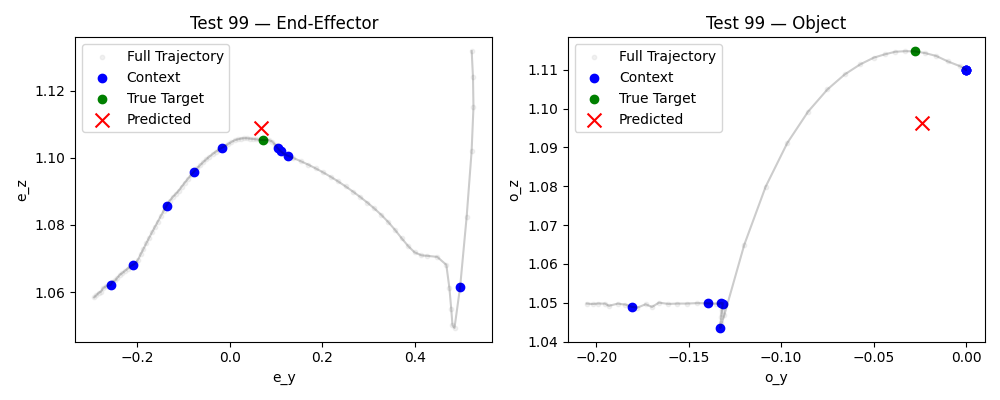 Test 99 — End-Effector
Full Trajectory
Context
True Target
Predicted
e_z
1.12
1.10
1.08
1.06
−0.2
0.0
0.2
0.4
e_y
Test 99 — Object
Full Trajectory
Context
True Target
Predicted
o_z
1.11
1.10
1.09
1.08
1.07
1.06
1.05
1.04
−0.20
−0.15
−0.10
−0.05
0.00
o_y